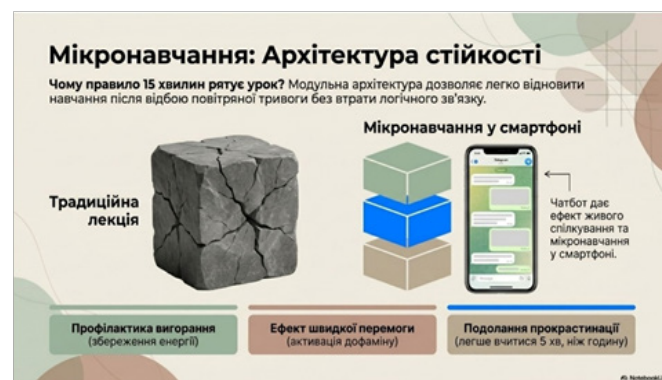 Мікронавчання: Архітектура стійкості
Чому правило 15 хвилин рятує урок? Модульна архітектура дозволяє легко відновити
навчання після відбою повітряної тривоги без втрати логічного зв'язку.
Мікронавчання у смартфоні
Традиційна
лекція
Чатбот дає
ефект живого
спілкування та
мікронавчання
у смартфоні.
Профілактика вигорання
(збереження енергії)
Ефект швидкої перемоги
(активація дофаміну)
Подолання прокрастинації
(легше вчитися 5 хв, ніж годину)